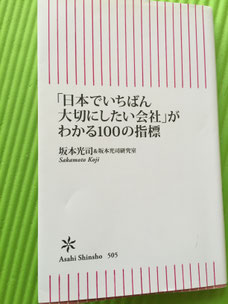 「日本でいちばん
大切にしたい会社」が
わかる100の指標
坂本光司&坂本光司研究室
Sakamoto Koji
Asahi Shinsho 505